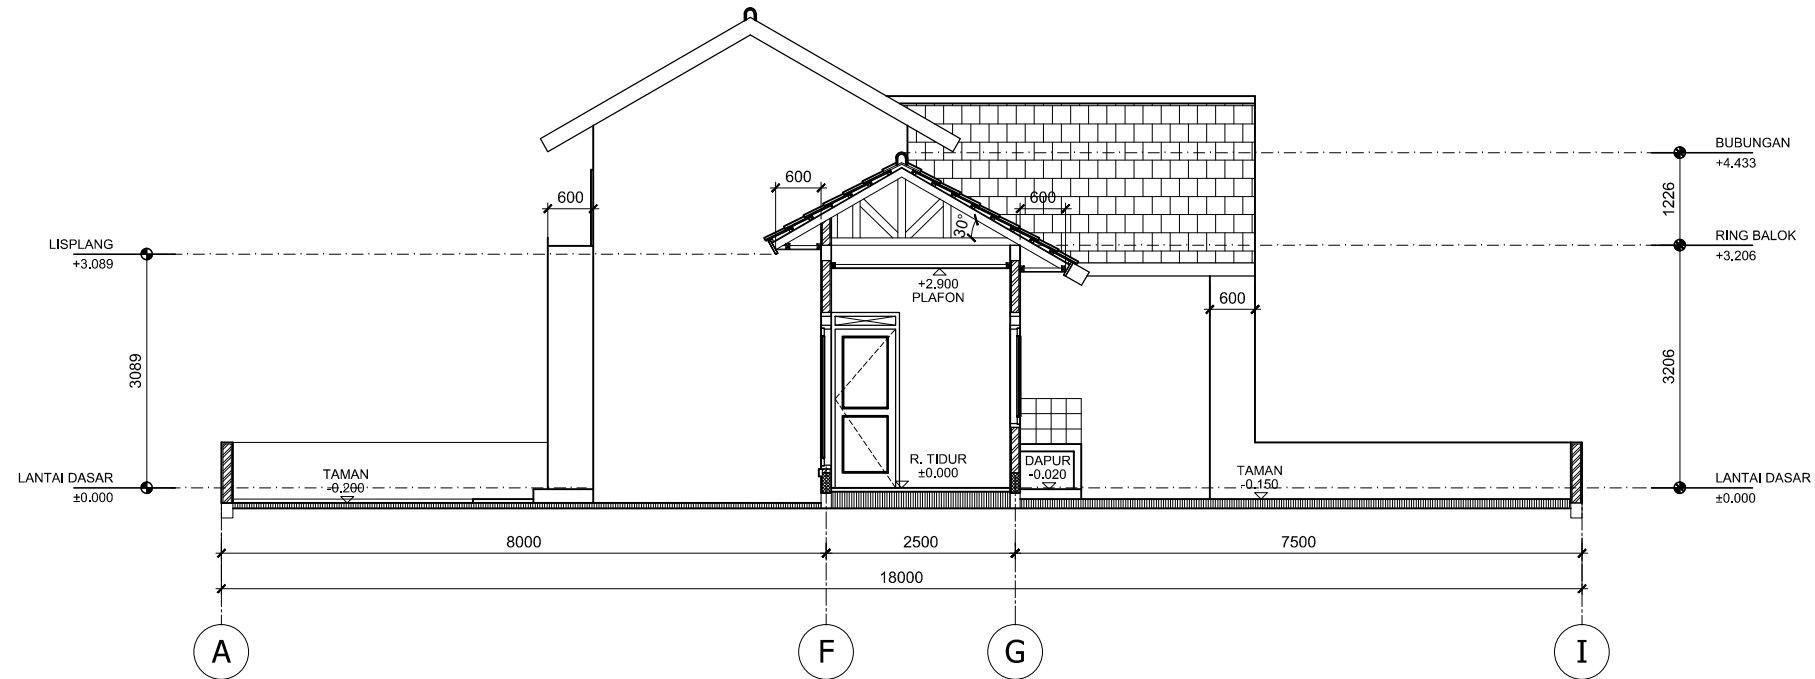 BUBUNGAN
+4.433
600
600
600
1226
30°
LISPLANG
+3.089
RING BALOK
+3.206
+2.900
PLAFON
600
3089
3206
R. TIDUR
±0.000
DAPUR
-0.020
TAMAN
-0.200
TAMAN
-0.150
LANTAI DASAR
±0.000
LANTAI DASAR
±0.000
8000
2500
7500
18000
A
F
G
I